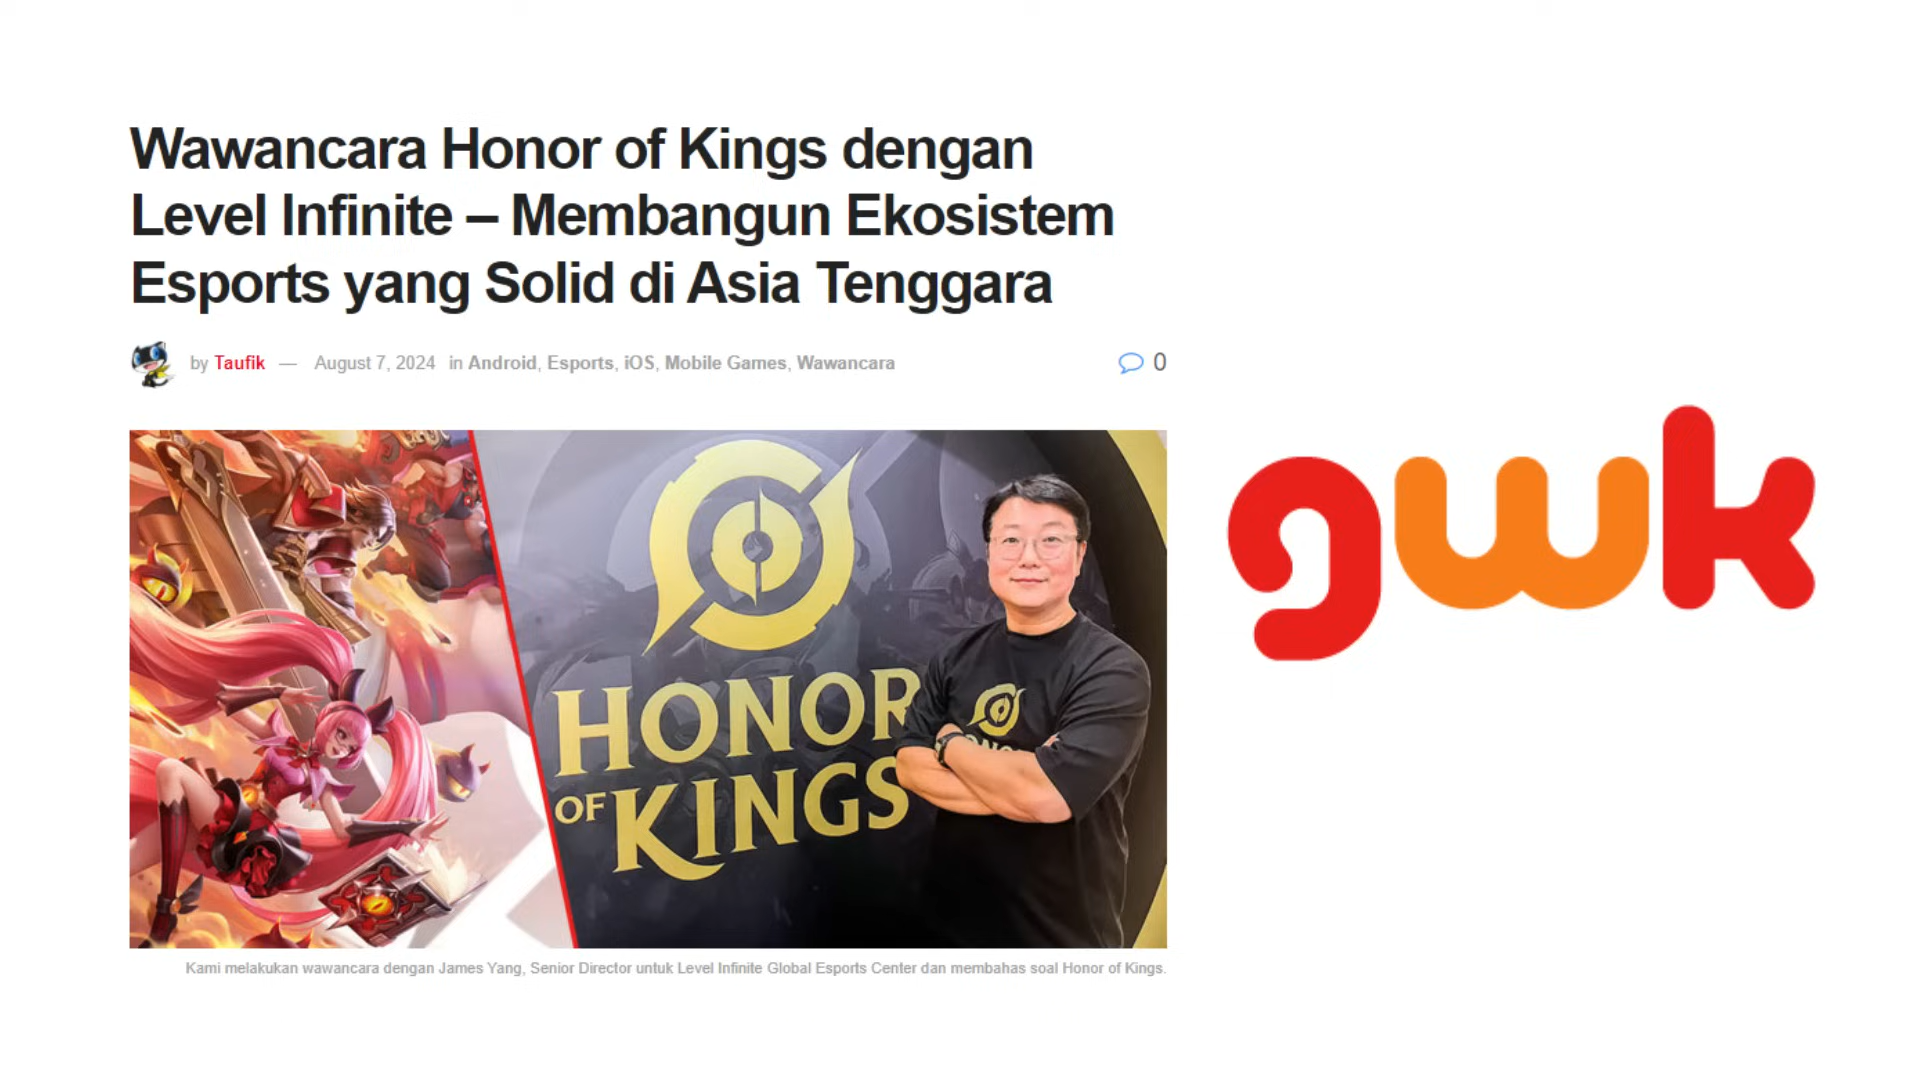 Wawancara Honor of Kings dengan
Level Infinite – Membangun Ekosistem
Esports yang Solid di Asia Tenggara
by Taufik — August 7, 2024 in Android, Esports, iOS, Mobile Games, Wawancara 0
HONOR
OF KINGS
gwk
Kami melakukan wawancara dengan James Yang, Senior Director untuk Level Infinite Global Esports Center dan membahas soal Honor of Kings.